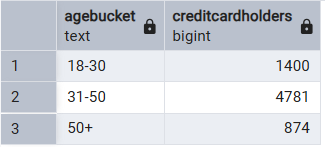 agebucket creditcardholders
text bigint
1 18-30 1400
2 31-50 4781
3 50+ 874